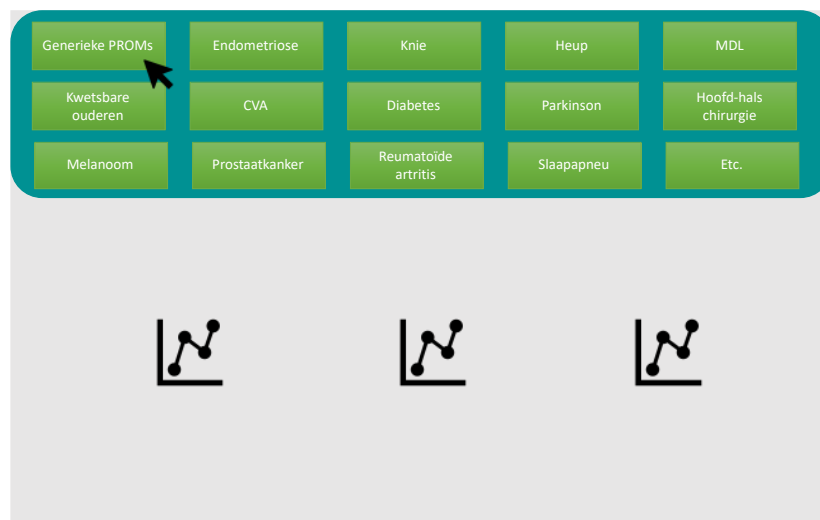 Generieke PROMs
Endometriose
Knie
Heup
MDL
Kwetsbare
ouderen
CVA
Diabetes
Parkinson
Hoofd-hals
chirurgie
Melanoom
Prostaatkanker
Reumatoïde
artritis
Slaapapneu
Etc.